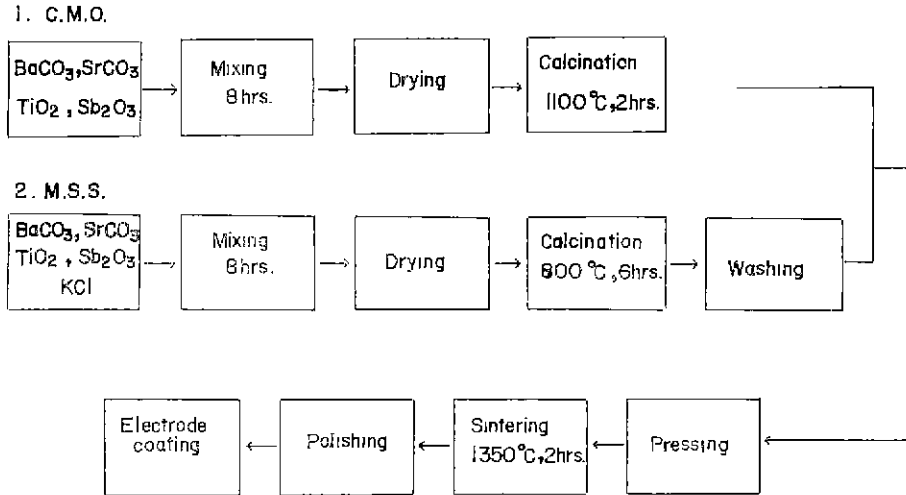 1. C.M.O.
BaCO₃,SrCO₃
TiO₂, Sb₂O₃
Mixing
8hrs.
Drying
Calcination
1100°C,2hrs.
2. M.S.S.
BaCO₃, SrCO₃
TiO₂, Sb₂O₃
KCl
Mixing
8hrs.
Drying
Calcination
800°C,6hrs.
Washing
Electrode
coating
Polishing
Sintering
1350°C,2hrs.
Pressing